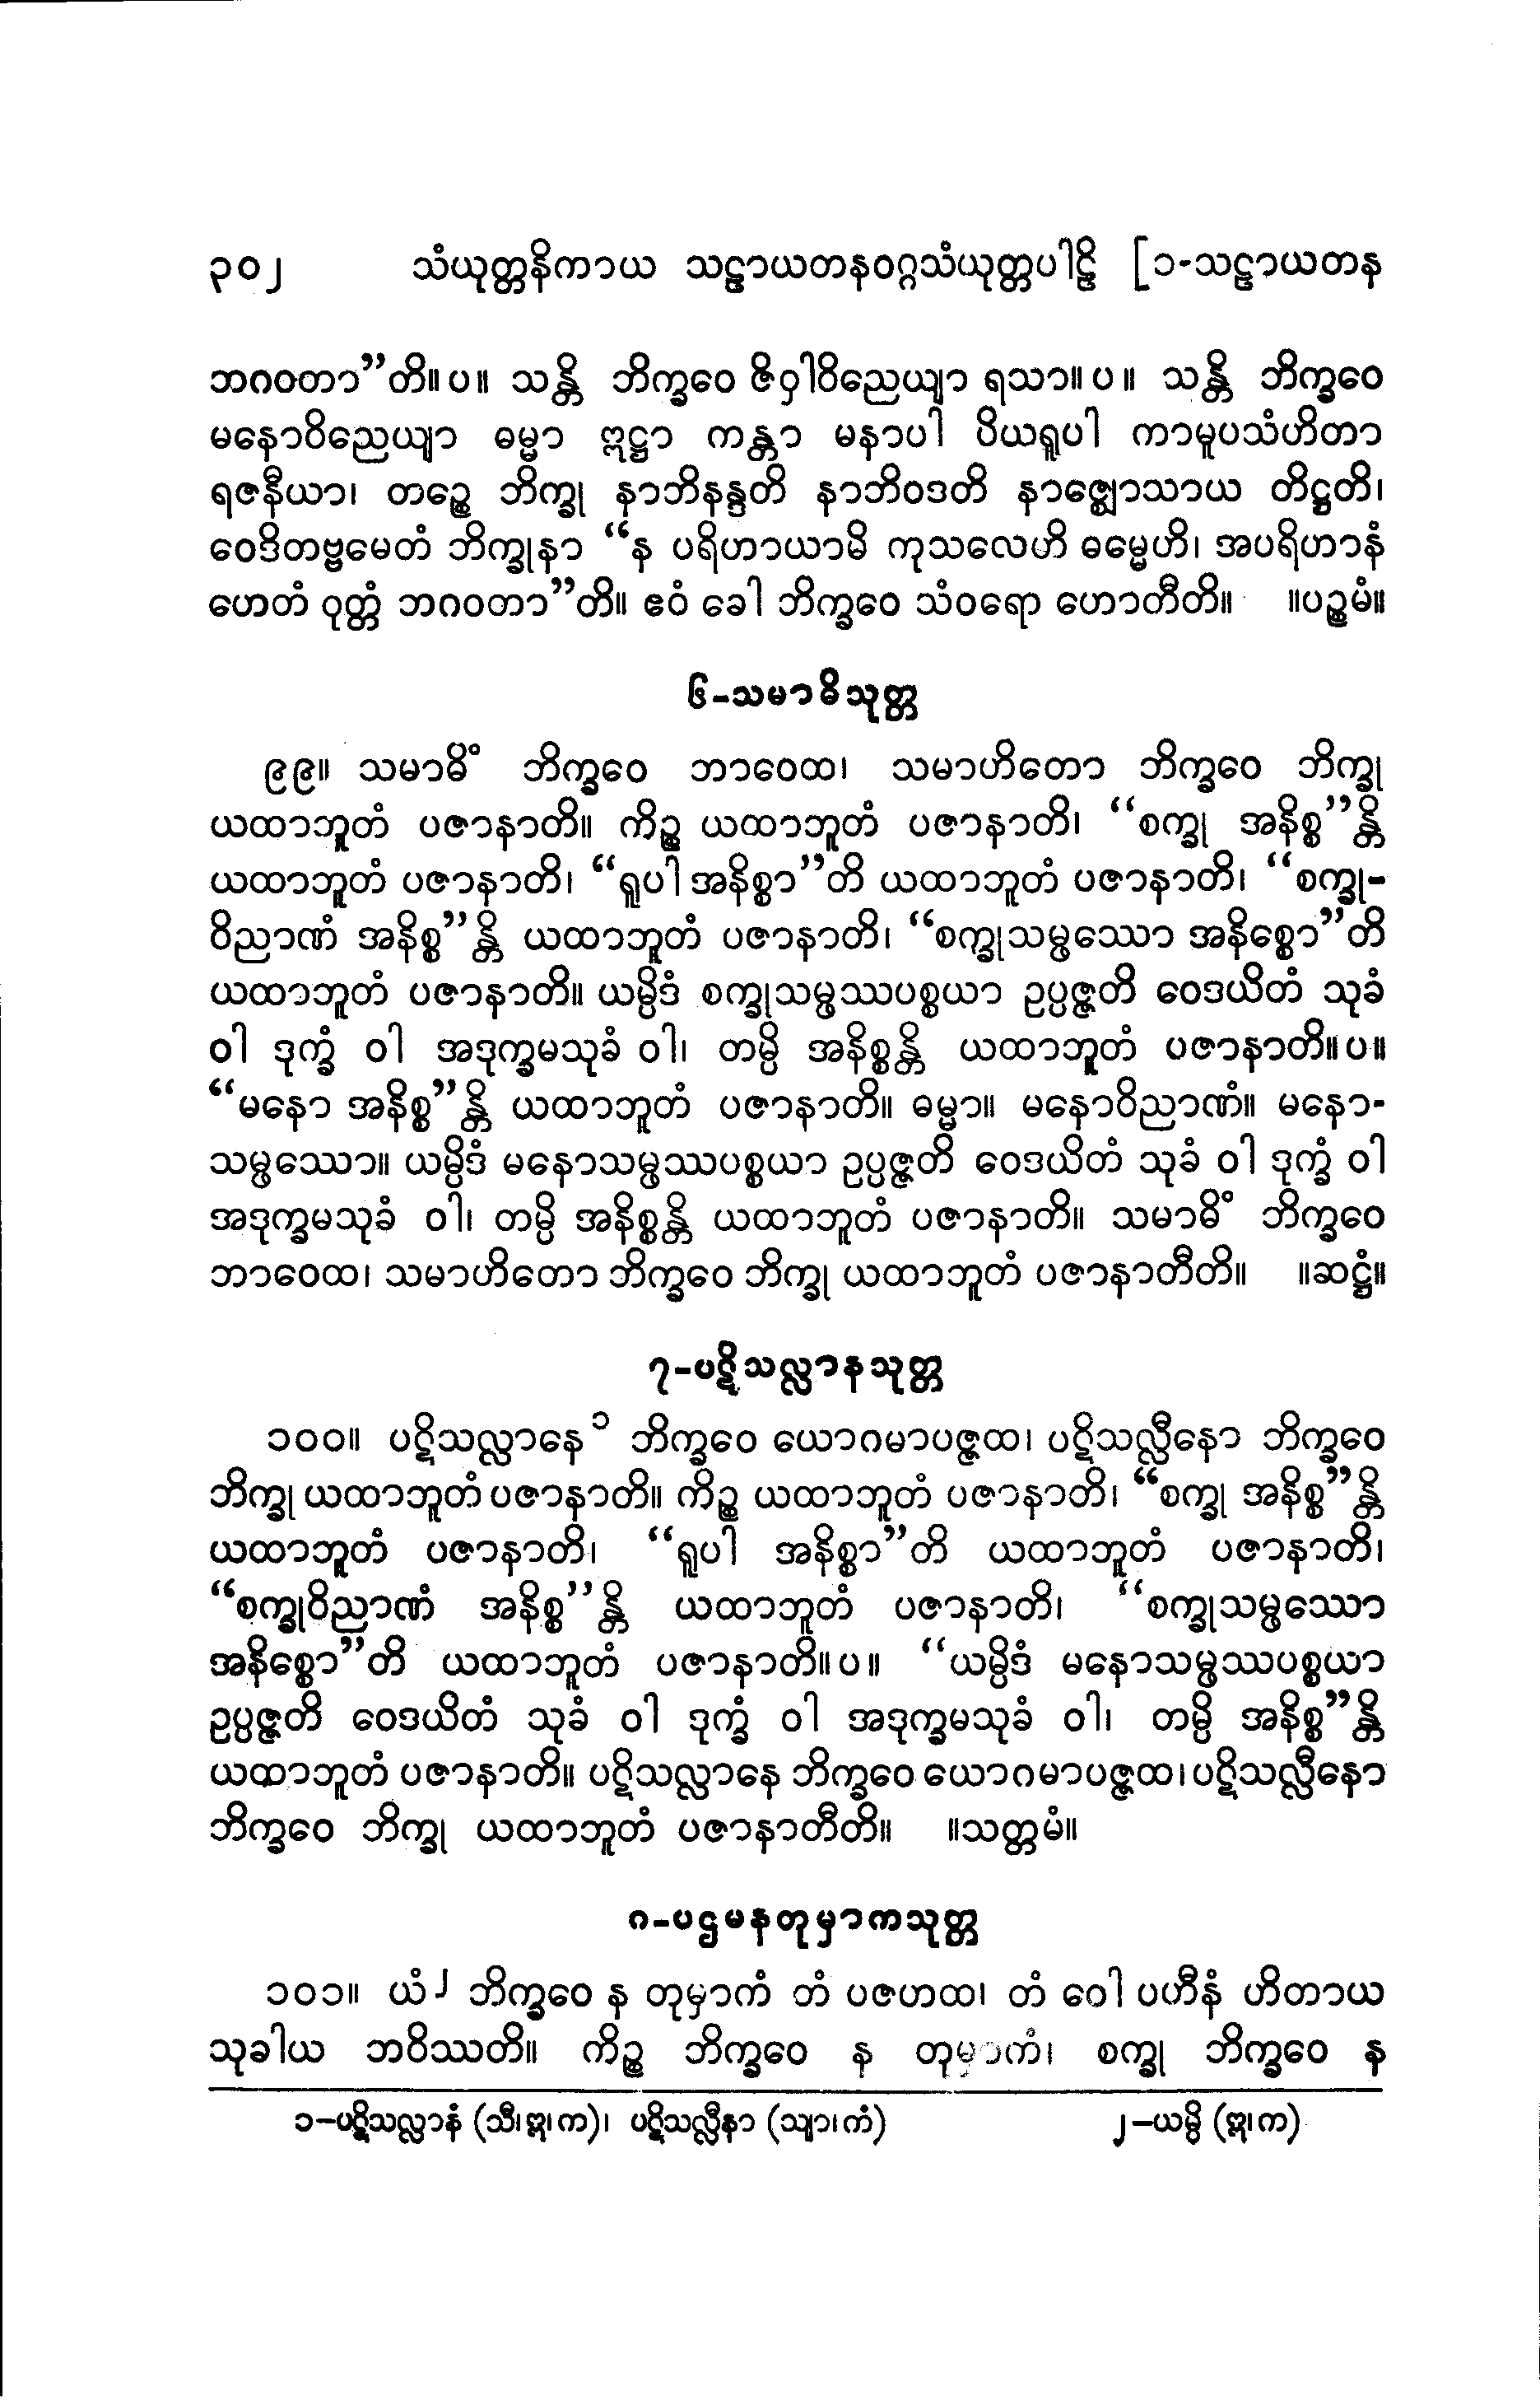 ၃၀၂ သံယုတ္တနိကာယ သဠာယတနဝဂ္ဂသံယုတ္တပါဠိ [၁-သဠာယတန
ဘဂဝတာ”တိ။ပ။ သန္တိ ဘိက္ခဝေ ဇိဝှါဝိညေယျာ ရသာ။ပ။ သန္တိ ဘိက္ခဝေ
မနောဝိညေယျာ ဓမ္မာ ဣဋ္ဌာ ကန္တာ မနာပါ ပိယရူပါ ကာမူပသံဟိတာ
ရဇနီယာ၊ တဉ္စေ ဘိက္ခု နာဘိနန္ဒတိ နာဘိဝဒတိ နာဇ္ဈောသာယ တိဋ္ဌတိ၊
ဝေဒိတဗ္ဗမေတံ ဘိက္ခုနာ “န ပရိဟာယာမိ ကုသလေဟိ ဓမ္မေဟိ၊ အပရိဟာနံ
ဟေတံ ဝုတ္တံ ဘဂဝတာ”တိ။ ဧဝံ ခေါ ဘိက္ခဝေ သံဝရော ဟောတီတိ။ ။ပဉ္စမံ။
၆-သမာဓိသုတ္တ
၉၉။ သမာဓိံ ဘိက္ခဝေ ဘာဝေထ၊ သမာဟိတော ဘိက္ခဝေ ဘိက္ခု
ယထာဘူတံ ပဇာနာတိ။ ကိဉ္စ ယထာဘူတံ ပဇာနာတိ၊ “စက္ခု အနိစ္စ”န္တိ
ယထာဘူတံ ပဇာနာတိ၊ “ရူပါ အနိစ္စာ”တိ ယထာဘူတံ ပဇာနာတိ၊ “စက္ခု-
ဝိညာဏံ အနိစ္စ”န္တိ ယထာဘူတံ ပဇာနာတိ၊ “စက္ခုသမ္ဖဿော အနိစ္စော”တိ
ယထာဘူတံ ပဇာနာတိ။ ယမ္ပိဒံ စက္ခုသမ္ဖဿပစ္စယာ ဥပ္ပဇ္ဇတိ ဝေဒယိတံ သုခံ
ဝါ ဒုက္ခံ ဝါ အဒုက္ခမသုခံ ဝါ၊ တမ္ပိ အနိစ္စန္တိ ယထာဘူတံ ပဇာနာတိ။ပ။
“မနော အနိစ္စ”န္တိ ယထာဘူတံ ပဇာနာတိ။ ဓမ္မာ။ မနောဝိညာဏံ။ မနော-
သမ္ဖဿော။ ယမ္ပိဒံ မနောသမ္ဖဿပစ္စယာ ဥပ္ပဇ္ဇတိ ဝေဒယိတံ သုခံ ဝါ ဒုက္ခံ ဝါ
အဒုက္ခမသုခံ ဝါ၊ တမ္ပိ အနိစ္စန္တိ ယထာဘူတံ ပဇာနာတိ။ သမာဓိံ ဘိက္ခဝေ
ဘာဝေထ၊ သမာဟိတော ဘိက္ခဝေ ဘိက္ခု ယထာဘူတံ ပဇာနာတီတိ။ ။ဆဋ္ဌံ။
၇-ပဋိသလ္လာနသုတ္တ
၁၀၀။ ပဋိသလ္လာနေ၁ ဘိက္ခဝေ ယောဂမာပဇ္ဇထ၊ ပဋိသလ္လီနော ဘိက္ခဝေ
ဘိက္ခု ယထာဘူတံ ပဇာနာတိ။ ကိဉ္စ ယထာဘူတံ ပဇာနာတိ၊ “စက္ခု အနိစ္စ”န္တိ
ယထာဘူတံ ပဇာနာတိ၊ “ရူပါ အနိစ္စာ”တိ ယထာဘူတံ ပဇာနာတိ၊
“စက္ခုဝိညာဏံ အနိစ္စ”န္တိ ယထာဘူတံ ပဇာနာတိ၊ “စက္ခုသမ္ဖဿော
အနိစ္စော”တိ ယထာဘူတံ ပဇာနာတိ။ပ။ “ယမ္ပိဒံ မနောသမ္ဖဿပစ္စယာ
ဥပ္ပဇ္ဇတိ ဝေဒယိတံ သုခံ ဝါ ဒုက္ခံ ဝါ အဒုက္ခမသုခံ ဝါ၊ တမ္ပိ အနိစ္စ”န္တိ
ယထာဘူတံ ပဇာနာတိ။ ပဋိသလ္လာနေ ဘိက္ခဝေ ယောဂမာပဇ္ဇထ၊ ပဋိသလ္လီနော
ဘိက္ခဝေ ဘိက္ခု ယထာဘူတံ ပဇာနာတီတိ။ ။သတ္တမံ။
၈-ပဌမနတုမှာကသုတ္တ
၁၀၁။ ယံ၂ ဘိက္ခဝေ န တုမှာကံ တံ ပဇဟထ၊ တံ ဝေါ ပဟီနံ ဟိတာယ
သုခါယ ဘဝိဿတိ။ ကိဉ္စ ဘိက္ခဝေ န တုမှာကံ၊ စက္ခု ဘိက္ခဝေ န
၁-ပဋိသလ္လာနံ (သီ၊ဣ၊က)၊ ပဋိသလ္လီနာ (သျာ၊ကံ) ၂-ယမ္ပိ (ဣ၊က)